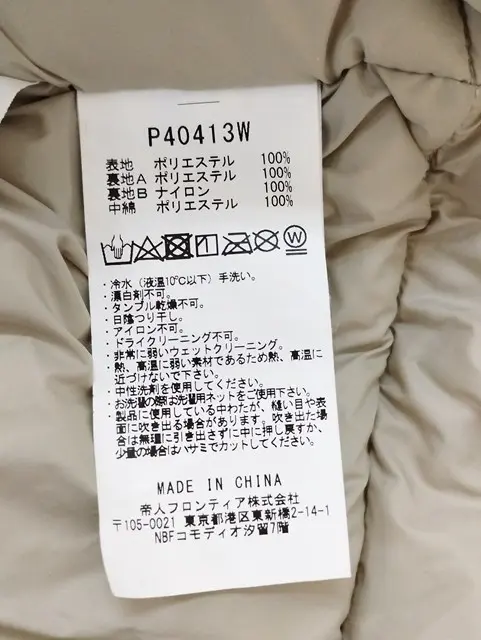 P40413W
表地 ポリエステル 100%
裏地A ポリエステル 100%
裏地B ナイロン 100%
中綿 ポリエステル 100%
W
・冷水(液温10℃以下)手洗い。
・漂白剤不可。
・タンブル乾燥不可。
・日陰つり干し。
・アイロン不可。
・ドライクリーニング不可。
・非常に弱いウェットクリーニング。
・熱、高温に弱い素材であるため熱、高温に
近づけないで下さい。
・中性洗剤を使用してください。
・お洗濯の際は洗濯用ネットをご使用下さい。
・製品に使用している中わたが、縫い目や表
面に吹き出る場合があります。吹き出た場
合は無理に引き出さずに中に押し戻すか、
少量の場合はハサミでカットしてください。
MADE IN CHINA
帝人フロンティア株式会社
〒105-0021 東京都港区東新橋2-14-1
NBFコモディオ汐留7階